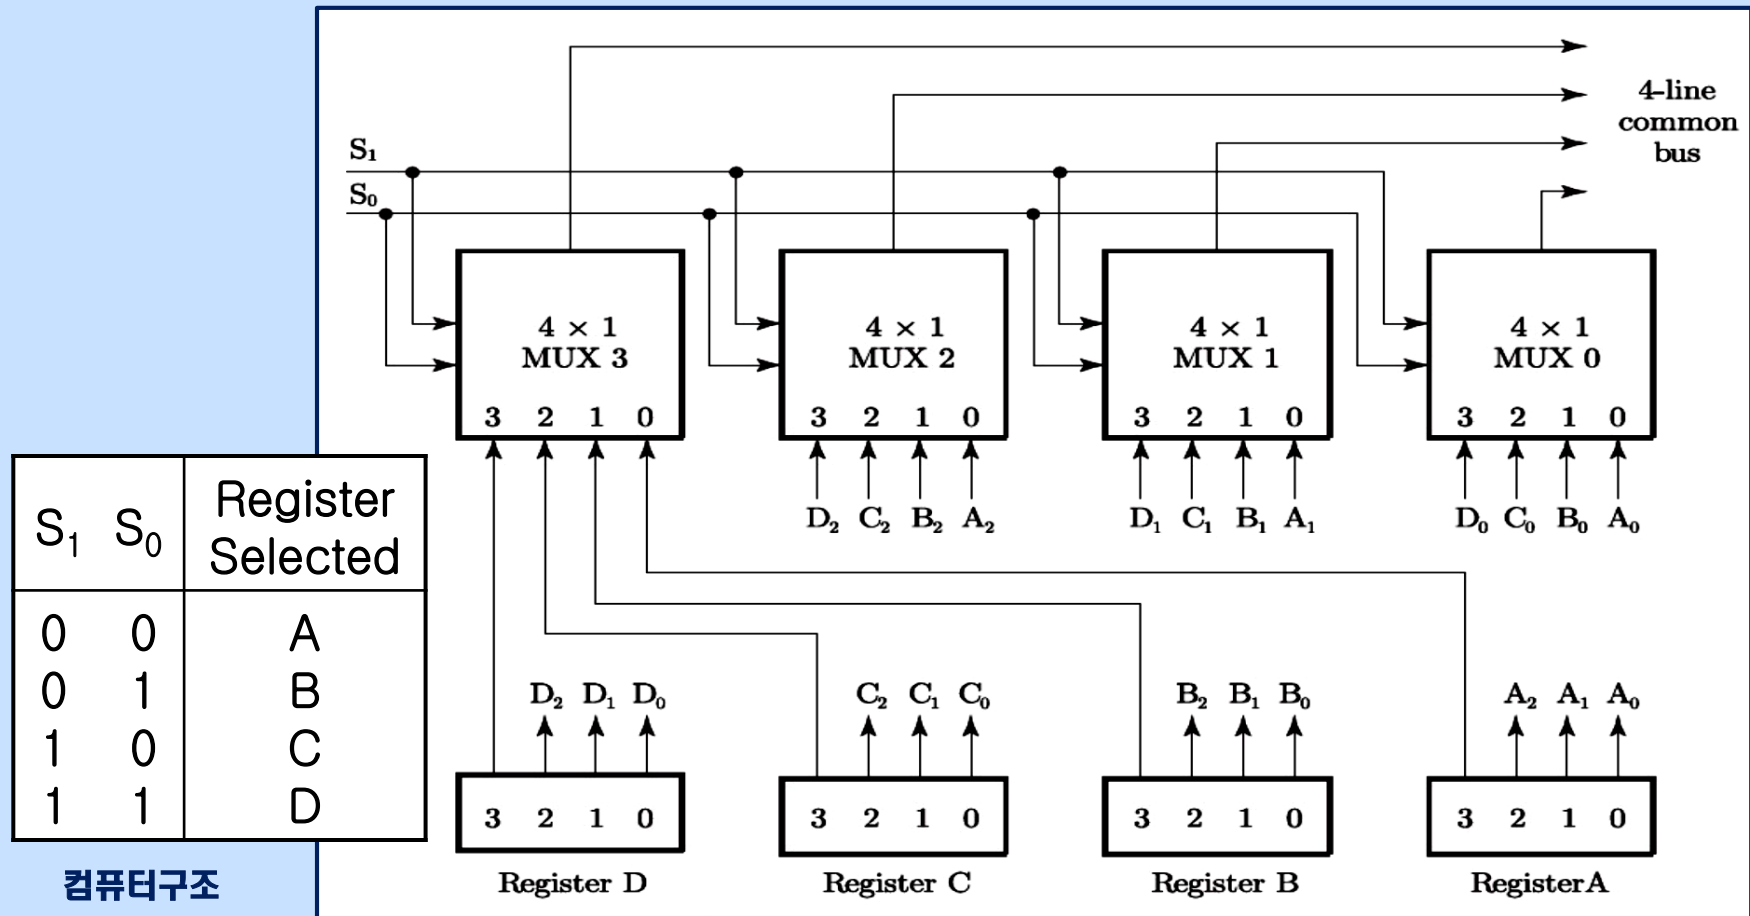 4-line
common
bus
S₁
S₀
4 × 1
MUX 3
3 2 1 0
4 × 1
MUX 2
3 2 1 0
4 × 1
MUX 1
3 2 1 0
4 × 1
MUX 0
3 2 1 0
D₂ C₂ B₂ A₂
D₁ C₁ B₁ A₁
D₀ C₀ B₀ A₀
S₁ S₀ Register
Selected
0 0 A
0 1 B
1 0 C
1 1 D
D₂ D₁ D₀
C₂ C₁ C₀
B₂ B₁ B₀
A₂ A₁ A₀
3 2 1 0
3 2 1 0
3 2 1 0
3 2 1 0
Register D
Register C
Register B
RegisterA
컴퓨터구조